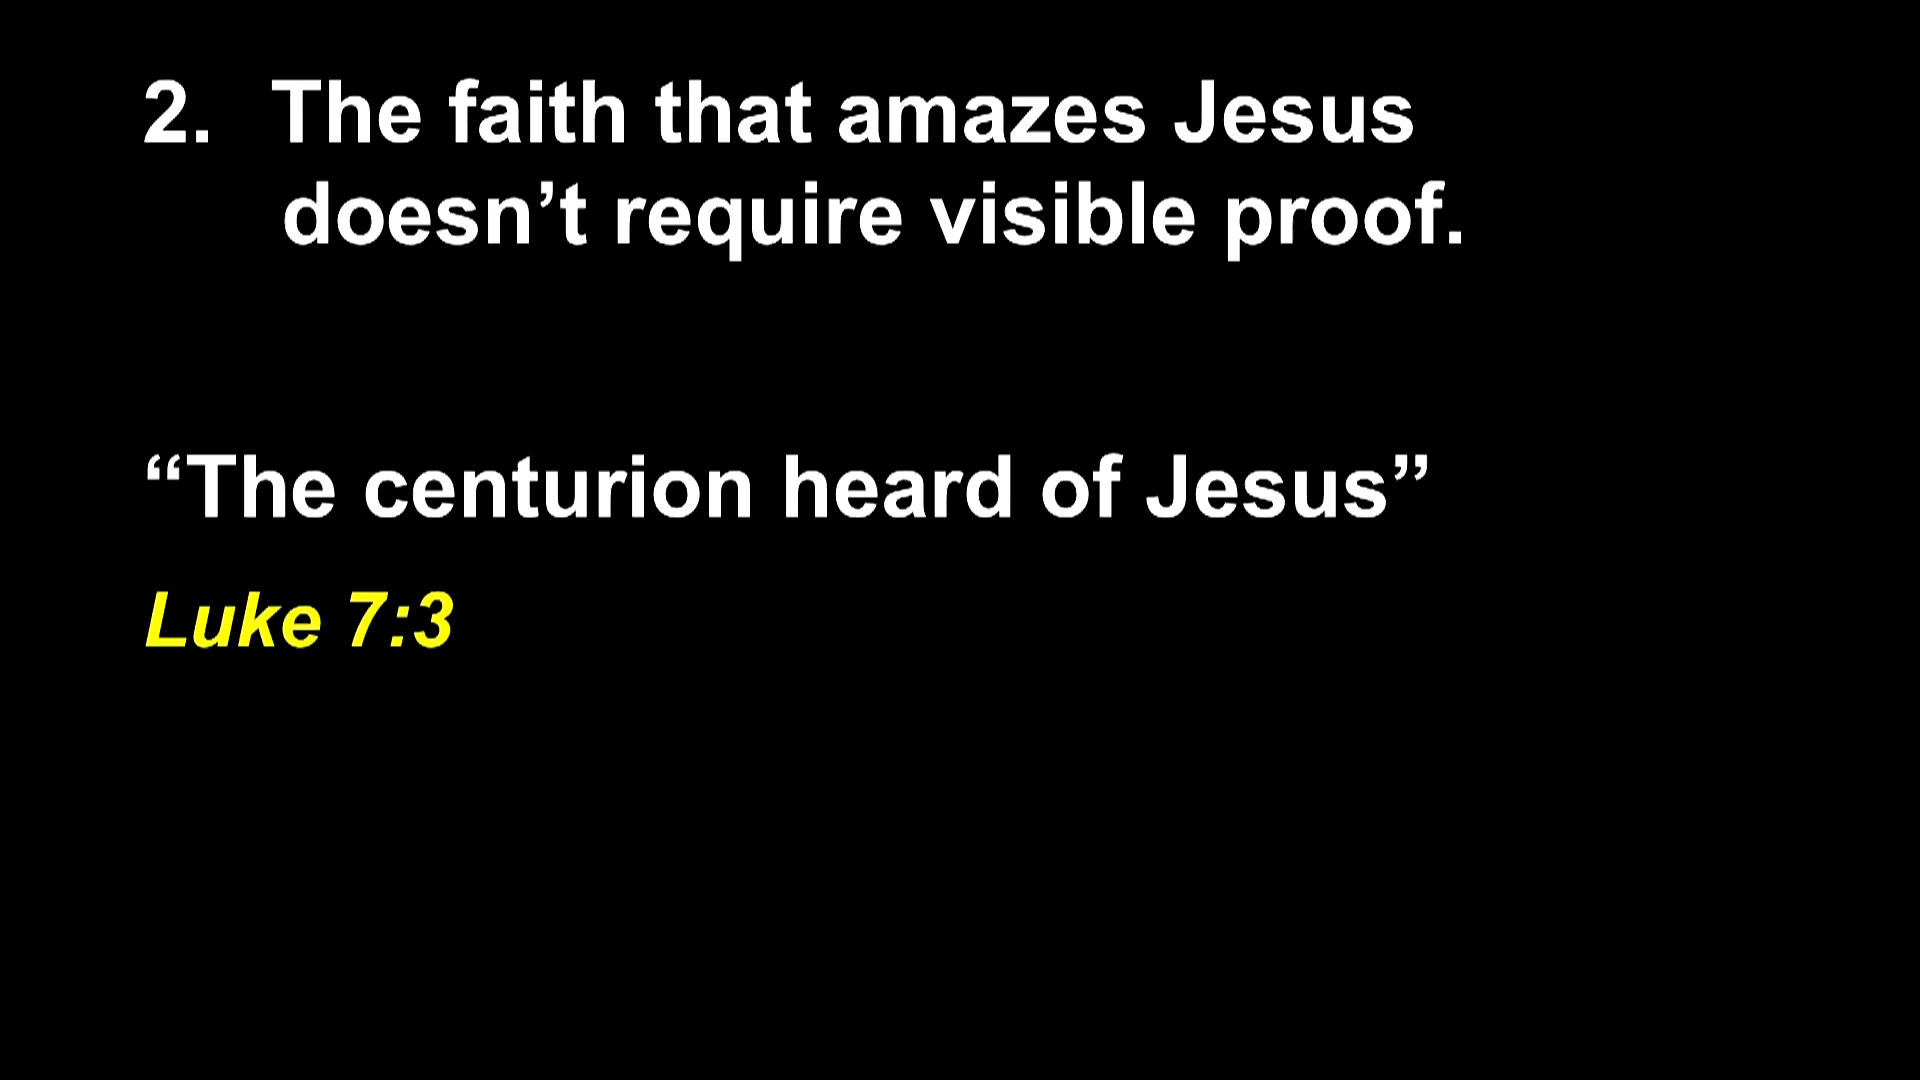 2. The faith that amazes Jesus
doesn’t require visible proof.
“The centurion heard of Jesus”
Luke 7:3